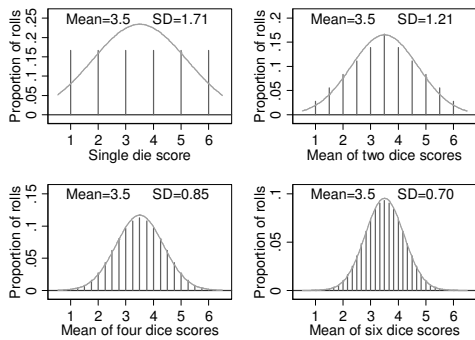 Mean=3.5 SD=1.71
Proportion of rolls
0 .05 .1 .15 .2 .25
1 2 3 4 5 6
Single die score
Mean=3.5 SD=1.21
Proportion of rolls
0 .05 .1 .15 .2
1 2 3 4 5 6
Mean of two dice scores
Mean=3.5 SD=0.85
Proportion of rolls
0 .05 .1 .15
1 2 3 4 5 6
Mean of four dice scores
Mean=3.5 SD=0.70
Proportion of rolls
0 .05 .1
1 2 3 4 5 6
Mean of six dice scores